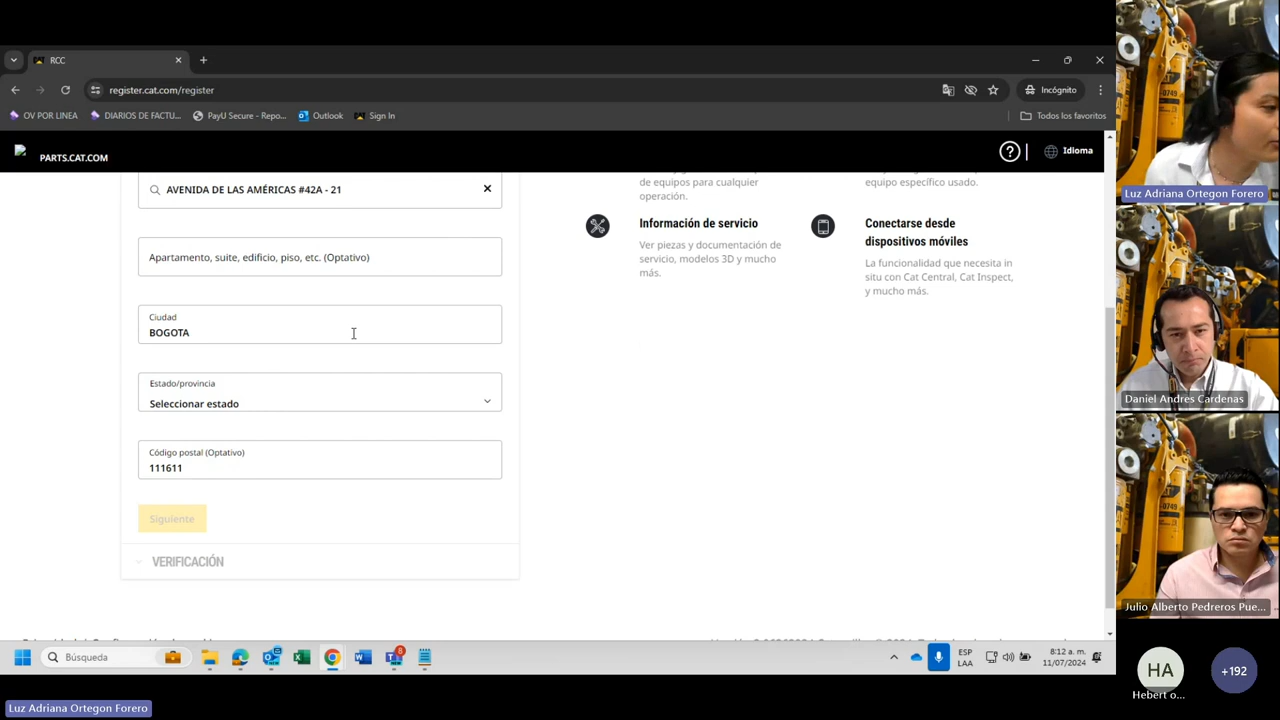 RCC
register.cat.com/register
Incógnito
OV POR LINEA
DIARIOS DE FACTU...
PayU Secure - Repo...
Outlook
Sign In
Todos los favoritos
PARTS.CAT.COM
Idioma
AVENIDA DE LAS AMÉRICAS #42A - 21
Apartamento, suite, edificio, piso, etc. (Optativo)
Ciudad
BOGOTA
Estado/provincia
Seleccionar estado
Código postal (Optativo)
111611
Siguiente
VERIFICACIÓN
de equipos para cualquier
operación.
equipo específico usado.
Información de servicio
Ver piezas y documentación de
servicio, modelos 3D y mucho
más.
Conectarse desde
dispositivos móviles
La funcionalidad que necesita in
situ con Cat Central, Cat Inspect,
y mucho más.
Búsqueda
8
ESP
LAA
8:12 a. m.
11/07/2024
Luz Adriana Ortegon Forero
Luz Adriana Ortegon Forero
Daniel Andres Cardenas
Julio Alberto Pedreros Pue...
HA
Hebert o...
+192